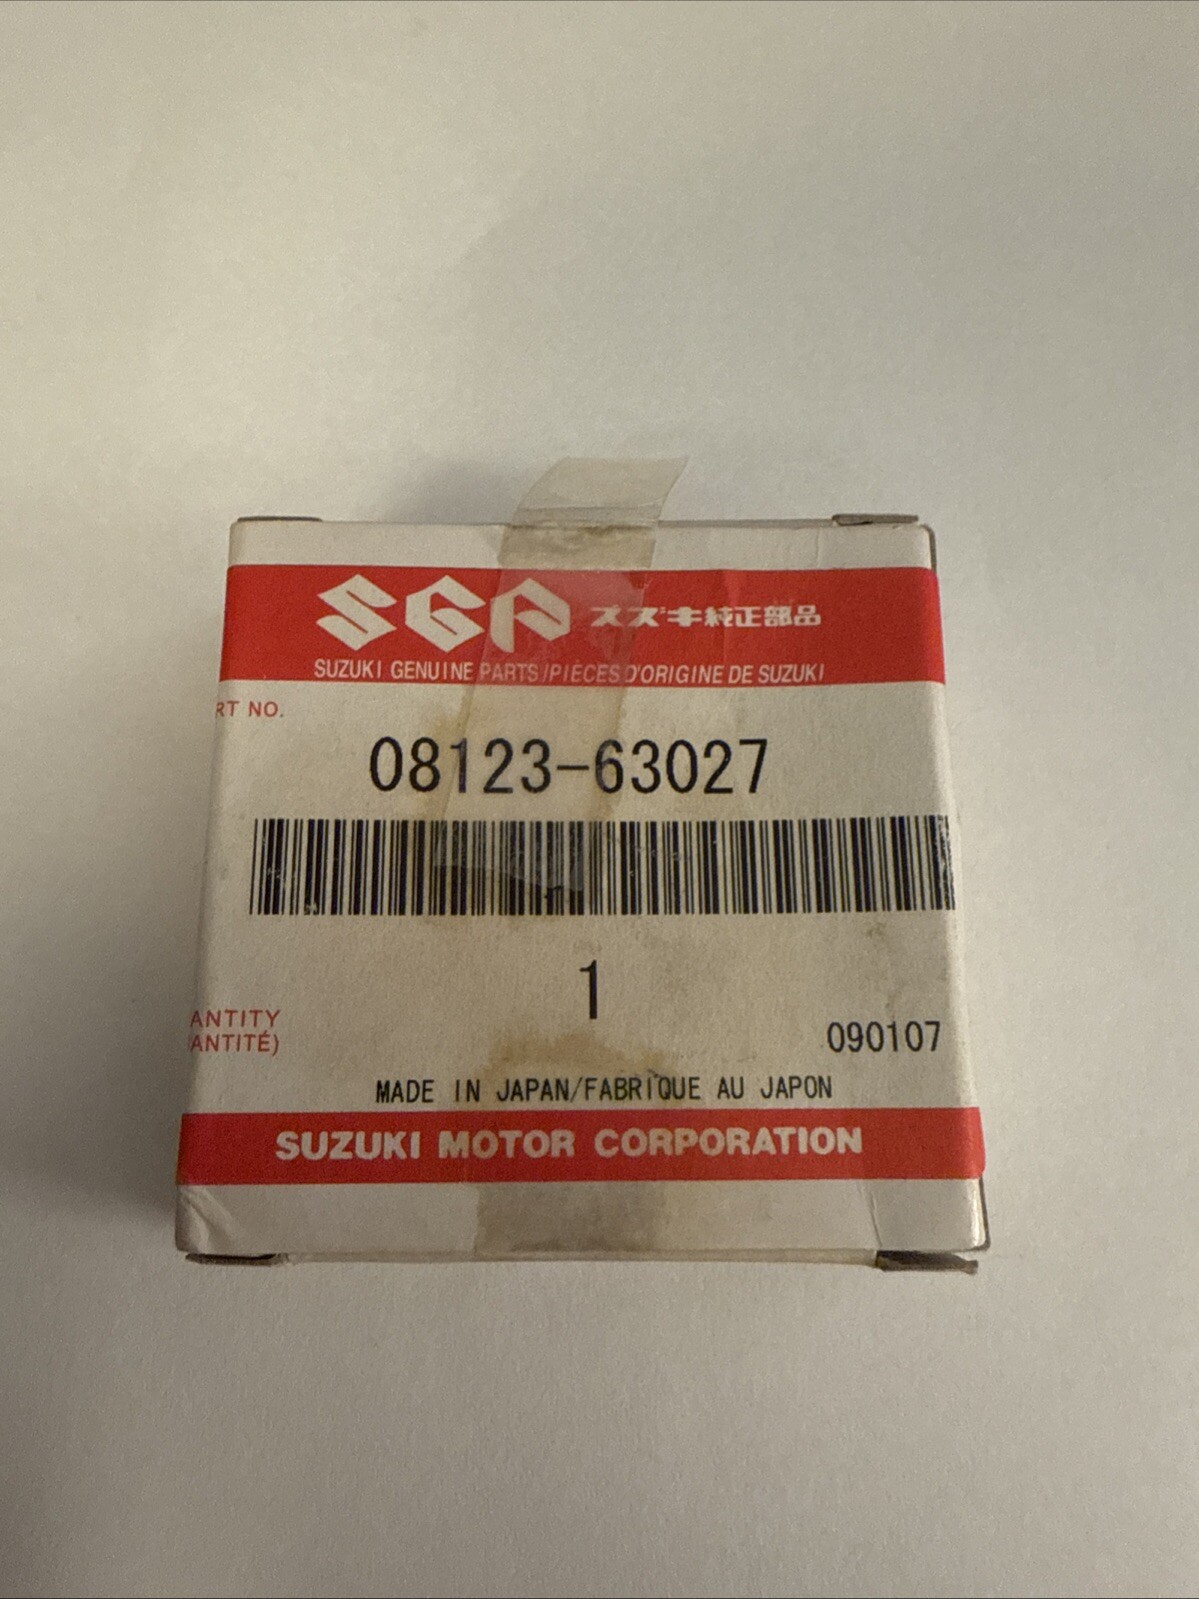 SGP スズキ純正部品
SUZUKI GENUINE PARTS/PIÈCES D'ORIGINE DE SUZUKI
RT NO.
08123-63027
1
ANTITY
ANTITÉ)
090107
MADE IN JAPAN/FABRIQUE AU JAPON
SUZUKI MOTOR CORPORATION